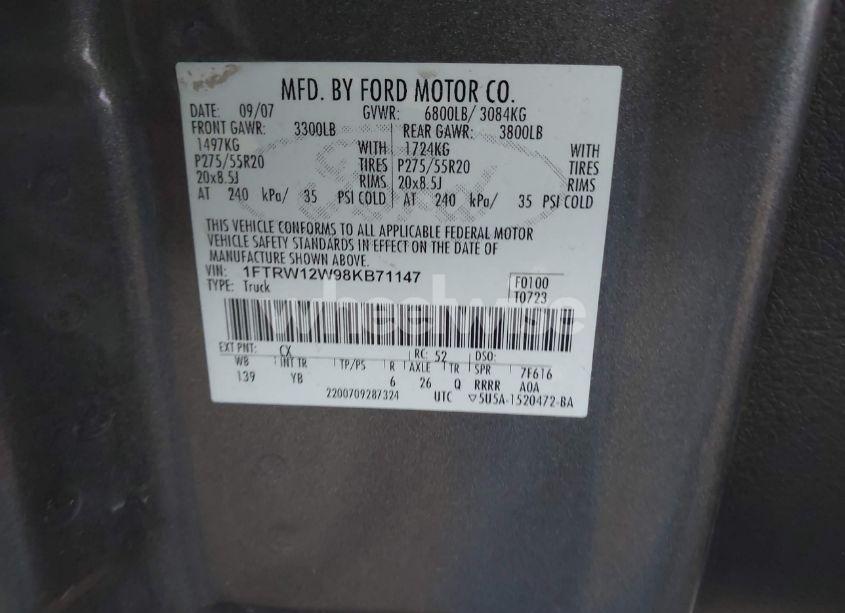 MFD. BY FORD MOTOR CO.
DATE: 09/07 GVWR: 6800LB/ 3084KG
FRONT GAWR: 3300LB REAR GAWR: 3800LB
1497KG WITH 1724KG WITH
P275/55R20 TIRES P275/55R20 TIRES
20x8.5J RIMS 20x8.5J RIMS
AT 240 kPa/ 35 PSI COLD AT 240 kPa/ 35 PSI COLD
THIS VEHICLE CONFORMS TO ALL APPLICABLE FEDERAL MOTOR
VEHICLE SAFETY STANDARDS IN EFFECT ON THE DATE OF
MANUFACTURE SHOWN ABOVE.
VIN: 1FTRW12W98KB71147 F0100
TYPE: Truck T0723
wheelwise
EXT PNT: CX RC: 52 DSO:
WB INT TR TP/PS R AXLE TR SPR 7F616
139 YB 6 26 Q RRRR A0A
2200709287324 UTC ▽5U5A-1520472-BA